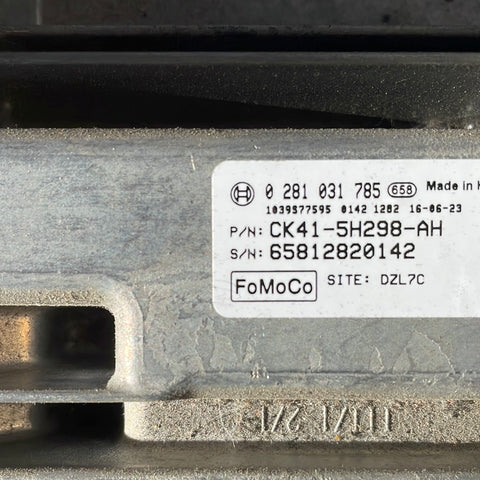 0 281 031 785 658 Made in
1039S77595 0142 1282 16-06-23
P/N: CK41-5H298-AH
S/N: 65812820142
FoMoCo SITE: DZL7C